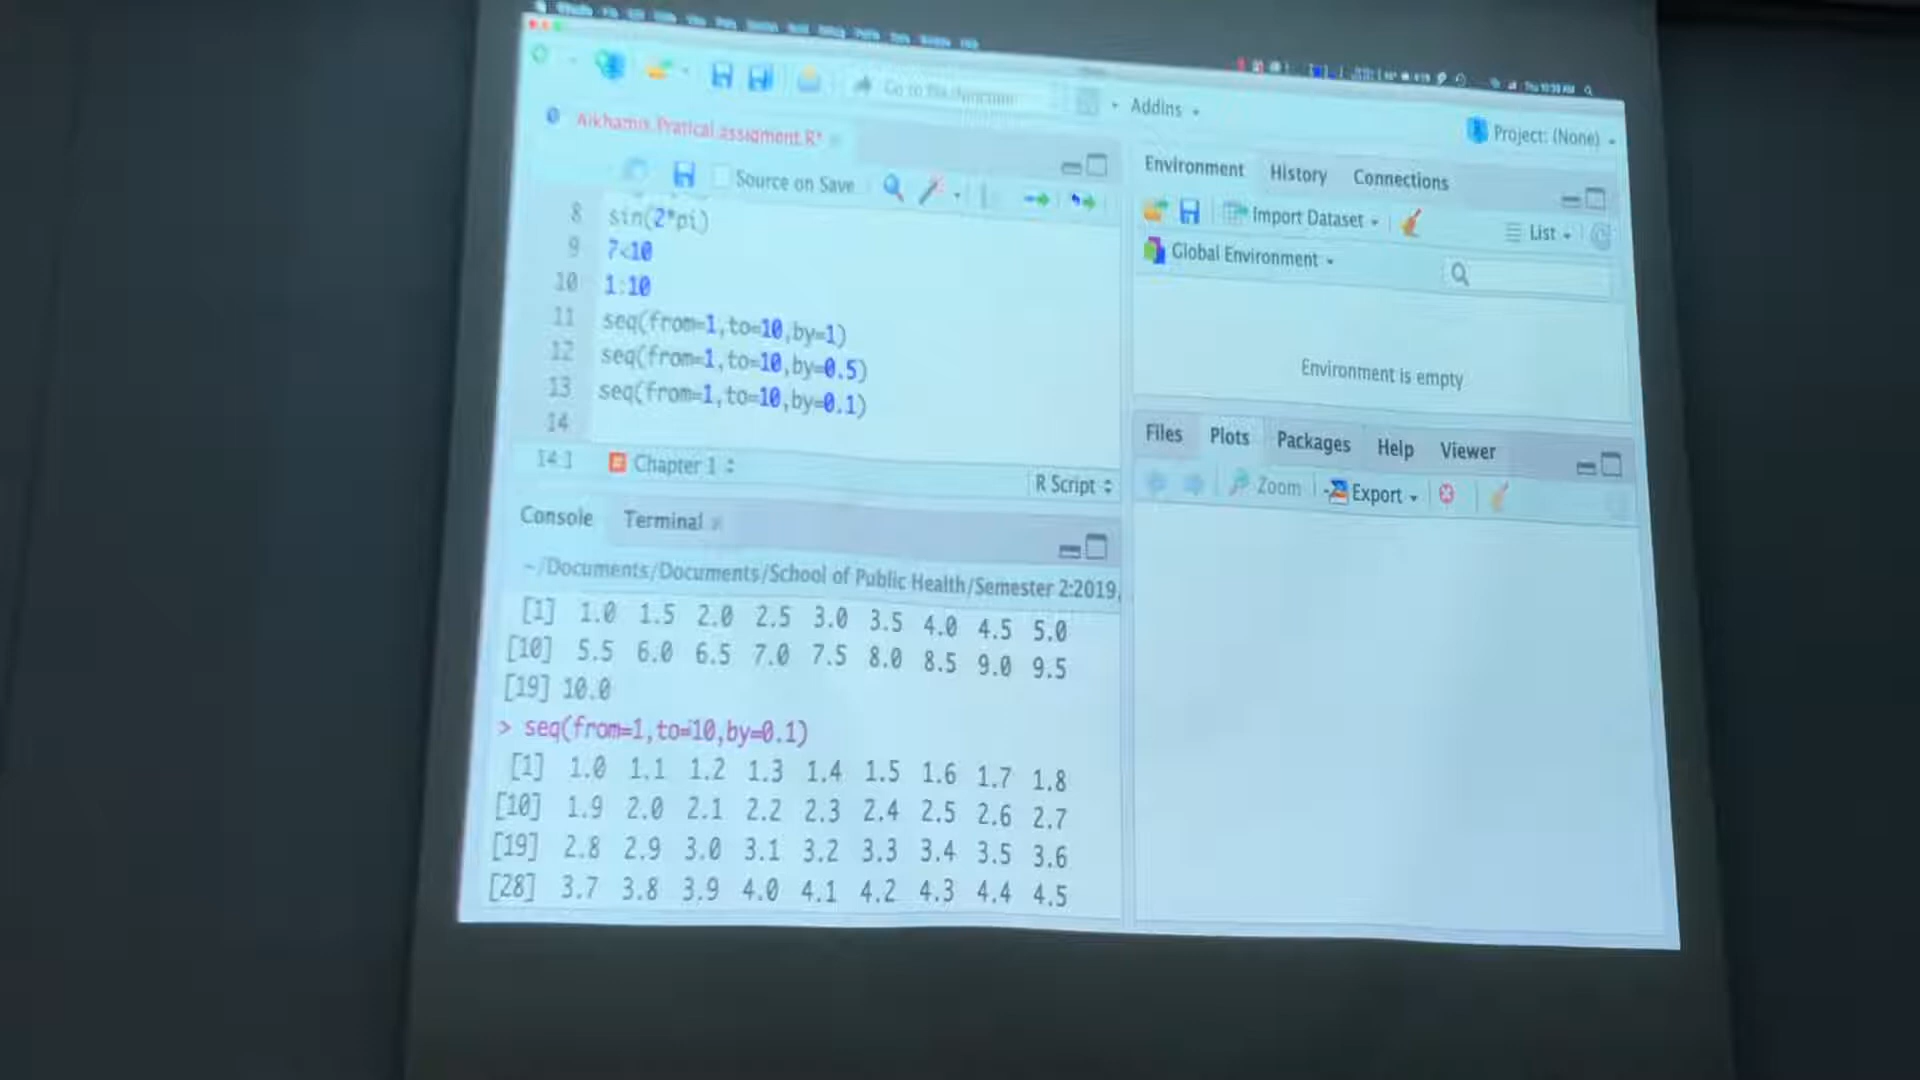 Addins
Project: (None)
Alkhamis.Pratical assigment.R*
Source on Save
8 sin(2*pi)
9 7<10
10 1:10
11 seq(from=1,to=10,by=1)
12 seq(from=1,to=10,by=0.5)
13 seq(from=1,to=10,by=0.1)
14
14:1 Chapter 1 R Script
Console Terminal
~/Documents/Documents/School of Public Health/Semester 2:2019,
[1] 1.0 1.5 2.0 2.5 3.0 3.5 4.0 4.5 5.0
[10] 5.5 6.0 6.5 7.0 7.5 8.0 8.5 9.0 9.5
[19] 10.0
> seq(from=1,to=10,by=0.1)
[1] 1.0 1.1 1.2 1.3 1.4 1.5 1.6 1.7 1.8
[10] 1.9 2.0 2.1 2.2 2.3 2.4 2.5 2.6 2.7
[19] 2.8 2.9 3.0 3.1 3.2 3.3 3.4 3.5 3.6
[28] 3.7 3.8 3.9 4.0 4.1 4.2 4.3 4.4 4.5
Environment History Connections
Import Dataset List
Global Environment
Environment is empty
Files Plots Packages Help Viewer
Zoom Export